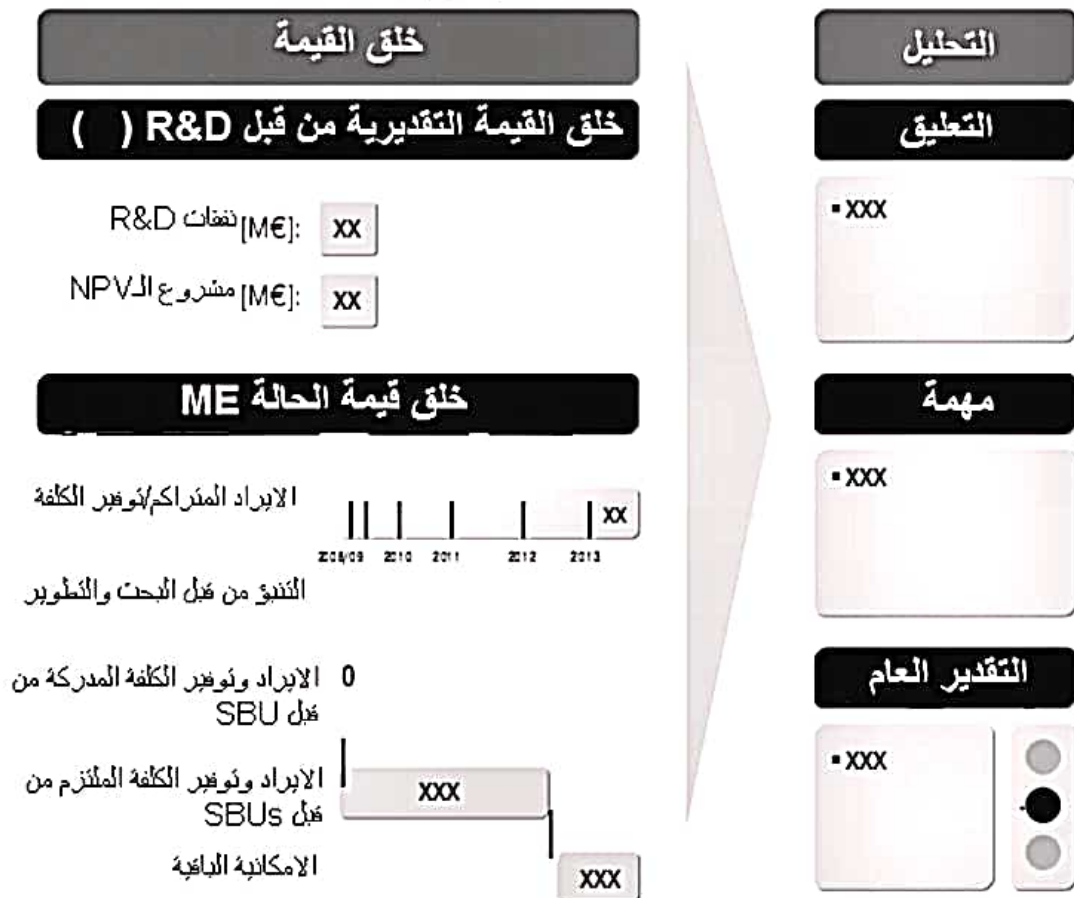 خلق القيمة
خلق القيمة التقديرية من قبل R&D ( )
نفقات R&D [M€]: XX
مشروع الـNPV [M€]: XX
خلق قيمة الحالة ME
الايراد المتراكم/توفير الكلفة
XX
2008/09 2010 2011 2012 2013
التنبؤ من قبل البحث والتطوير
الايراد وتوفير الكلفة المدركة من 0
قبل SBU
الايراد وتوفير الكلفة الملتزم من
قبل SBUs
XXX
الامكانية الباقية
XXX
التحليل
التعليق
▪ XXX
مهمة
▪ XXX
التقدير العام
▪ XXX